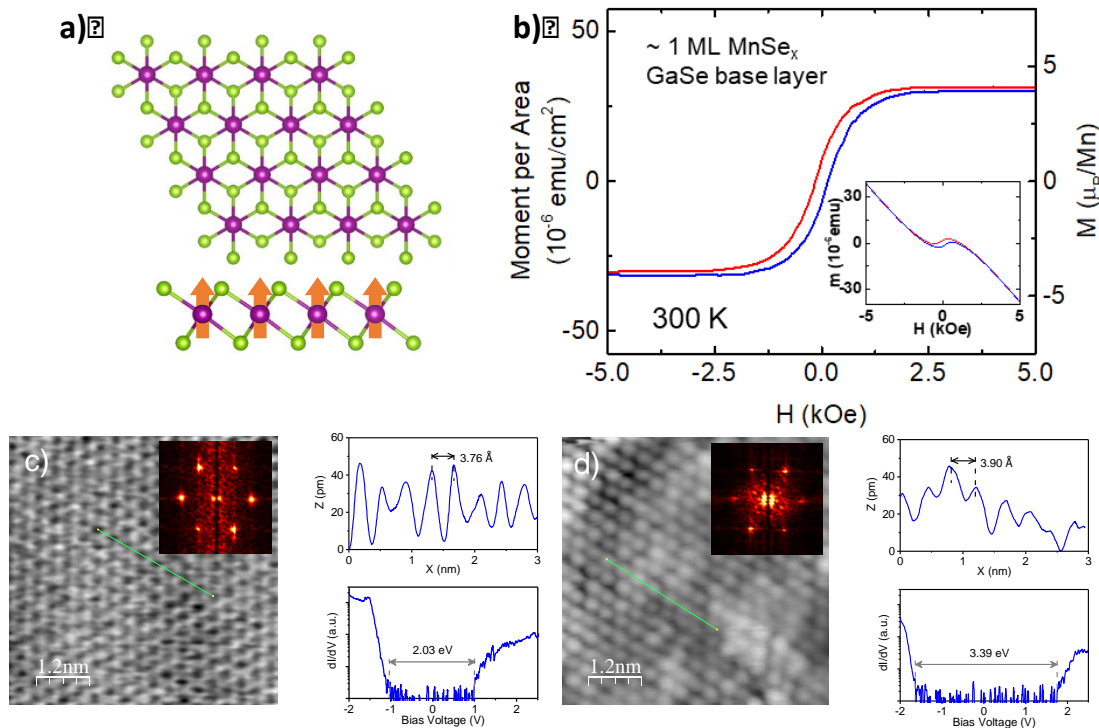 a)
b)
50
0
-50
Moment per Area
(10⁻⁶ emu/cm²)
~ 1 ML MnSeₓ
GaSe base layer
300 K
5
0
-5
M (μ_B/Mn)
30
0
-30
m (10⁻⁶emu)
-5 0 5
H (kOe)
-5.0 -2.5 0.0 2.5 5.0
H (kOe)
c)
1.2nm
60
40
20
0
Z (pm)
3.76 Å
0 1 2 3
X (nm)
dI/dV (a.u.)
2.03 eV
-2 -1 0 1 2
Bias Voltage (V)
d)
1.2nm
60
40
20
0
Z (pm)
3.90 Å
0 1 2 3
X (nm)
dI/dV (a.u.)
3.39 eV
-2 -1 0 1 2
Bias Voltage (V)